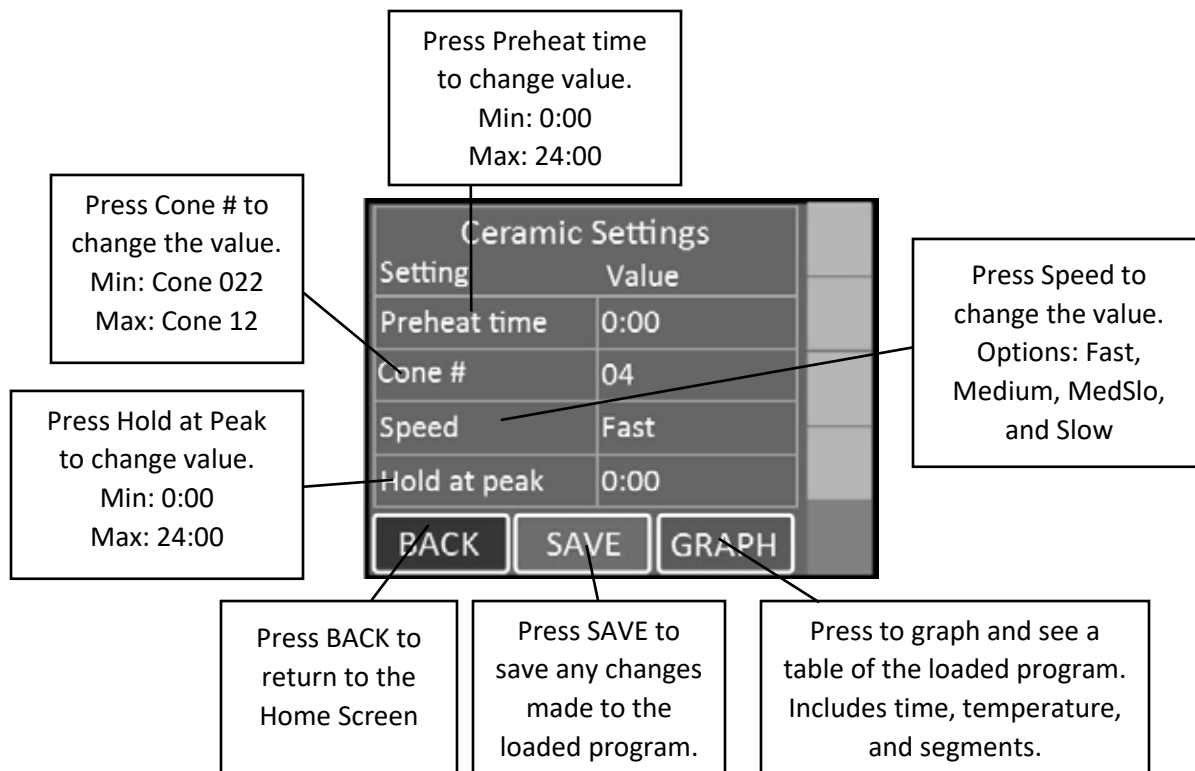 Press Preheat time
to change value.
Min: 0:00
Max: 24:00
Press Cone # to
change the value.
Min: Cone 022
Max: Cone 12
Press Hold at Peak
to change value.
Min: 0:00
Max: 24:00
Ceramic Settings
Setting Value
Preheat time 0:00
Cone # 04
Speed Fast
Hold at peak 0:00
BACK SAVE GRAPH
Press Speed to
change the value.
Options: Fast,
Medium, MedSlo,
and Slow
Press BACK to
return to the
Home Screen
Press SAVE to
save any changes
made to the
loaded program.
Press to graph and see a
table of the loaded program.
Includes time, temperature,
and segments.